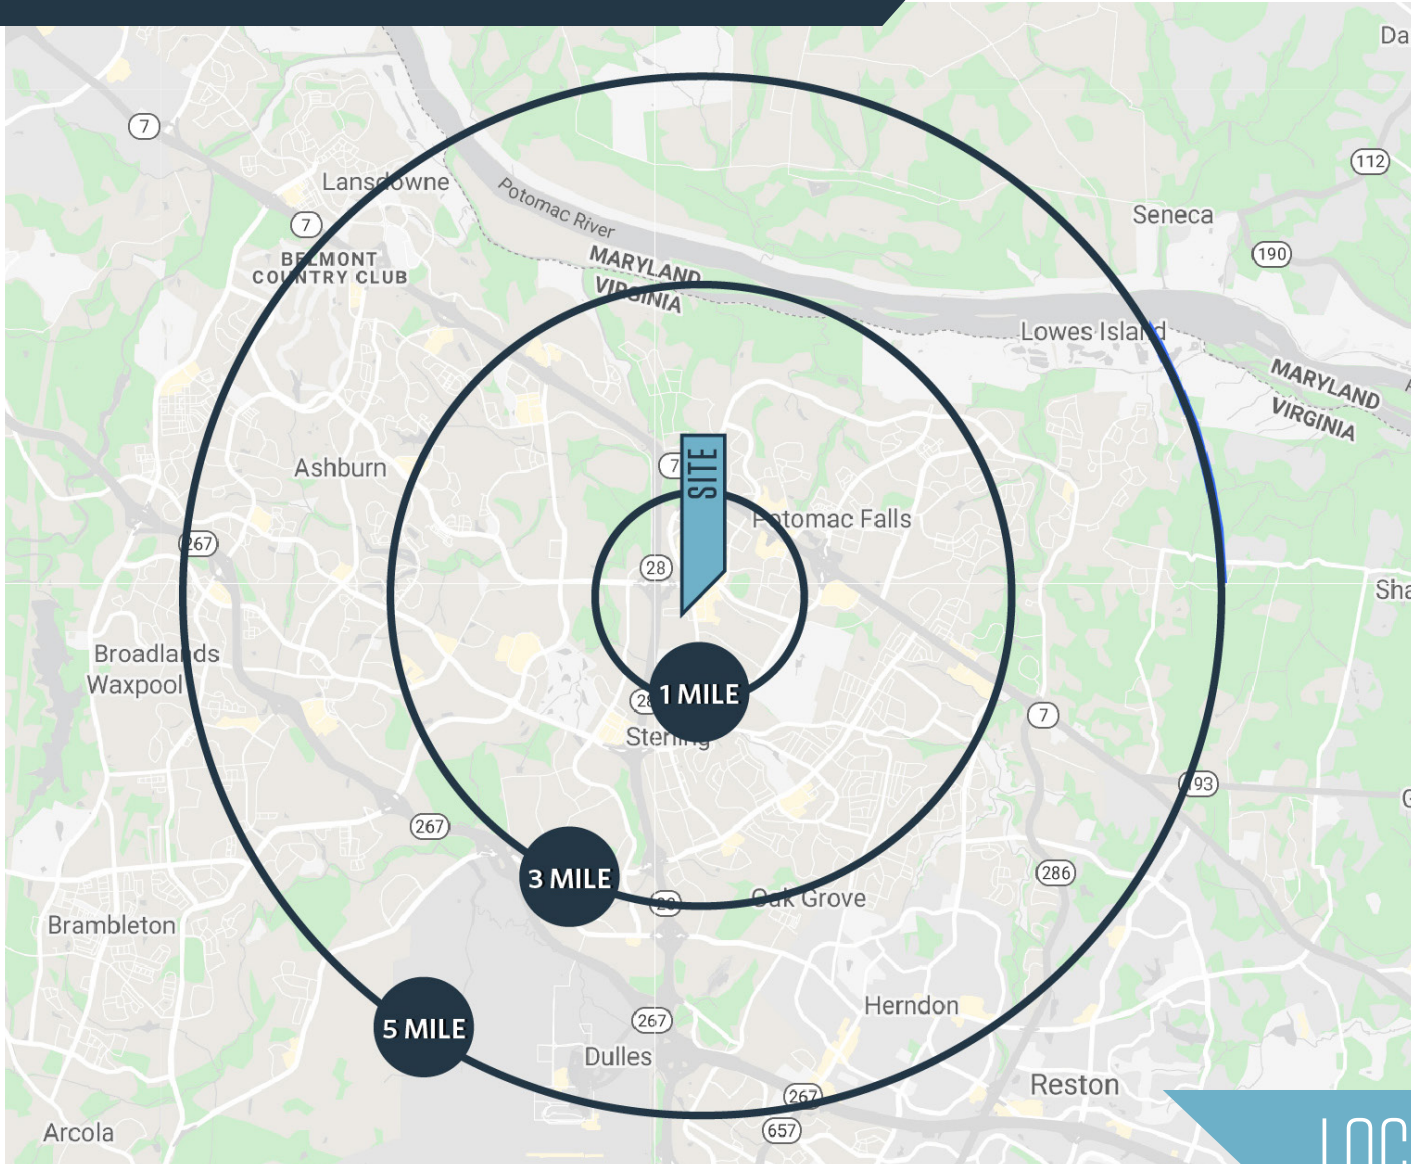 7
112
Lansdowne
Potomac River
Seneca
7
190
BELMONT
COUNTRY CLUB
MARYLAND
VIRGINIA
Lowes Island
MARYLAND
VIRGINIA
Ashburn
7
SITE
Potomac Falls
267
28
Broadlands
Waxpool
1 MILE
Sterling
7
193
267
3 MILE
286
Oak Grove
28
Brambleton
Herndon
5 MILE
267
Dulles
Reston
267
657
Arcola